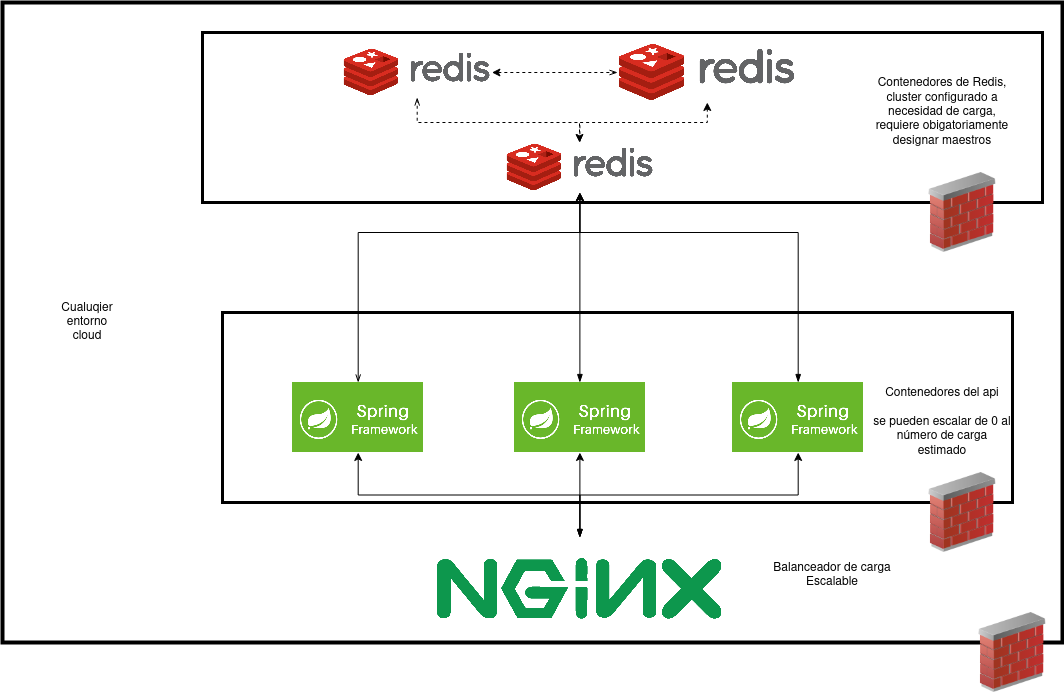 redis
redis
Contenedores de Redis,
cluster configurado a
necesidad de carga,
requiere obigatoriamente
designar maestros
redis
Cualuqier
entorno
cloud
Spring
Framework
Spring
Framework
Spring
Framework
Contenedores del api
se pueden escalar de 0 al
número de carga
estimado
NGiNX
Balanceador de carga
Escalable